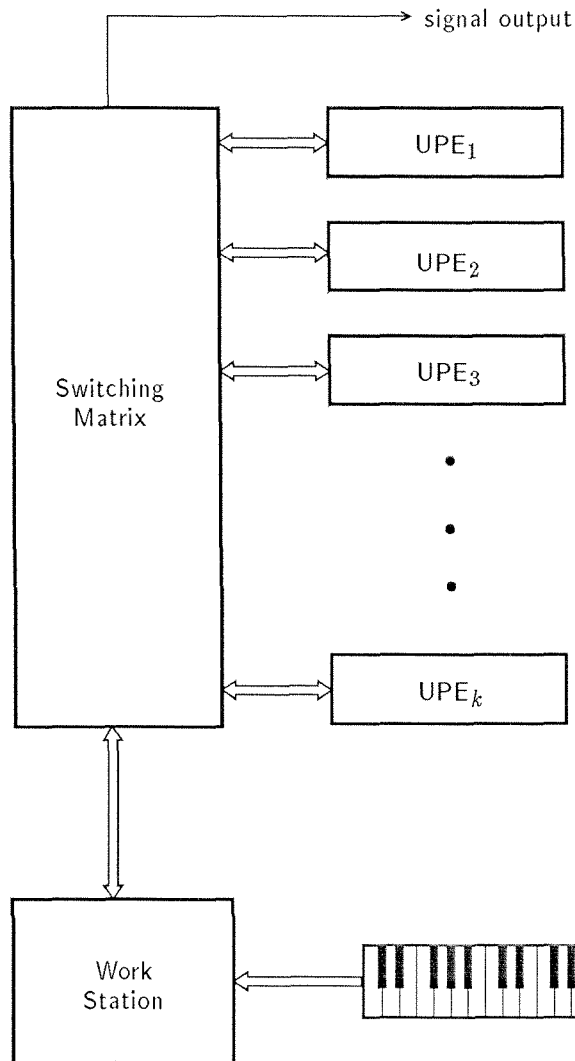 signal output
UPE1
UPE2
UPE3
Switching
Matrix
UPEk
Work
Station